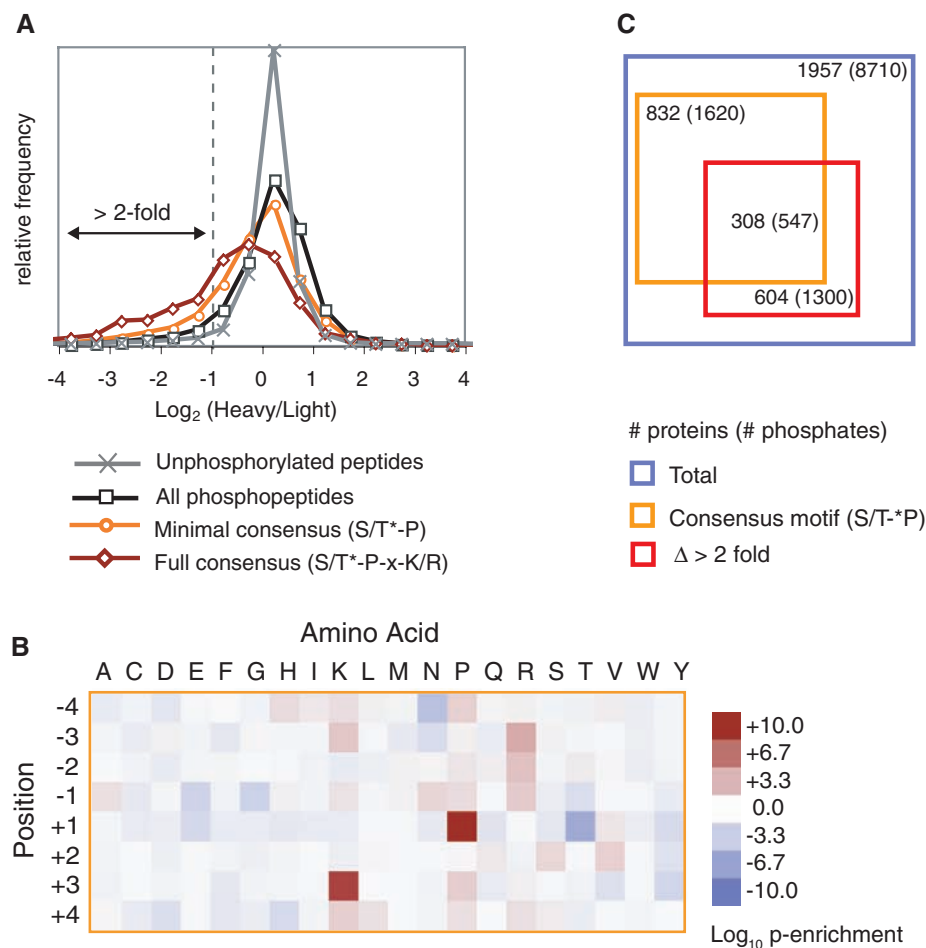 A
relative frequency
> 2-fold
-4 -3 -2 -1 0 1 2 3 4
Log2 (Heavy/Light)
Unphosphorylated peptides
All phosphopeptides
Minimal consensus (S/T*-P)
Full consensus (S/T*-P-x-K/R)
C
1957 (8710)
832 (1620)
308 (547)
604 (1300)
# proteins (# phosphates)
Total
Consensus motif (S/T-*P)
Δ > 2 fold
B
Amino Acid
A C D E F G H I K L M N P Q R S T V W Y
Position
-4
-3
-2
-1
+1
+2
+3
+4
+10.0
+6.7
+3.3
0.0
-3.3
-6.7
-10.0
Log10 p-enrichment